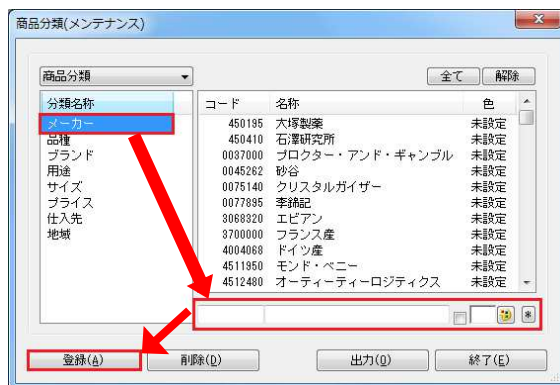 商品分類(メンテナンス)
商品分類
全て 解除
分類名称
メーカー
品種
ブランド
用途
サイズ
プライス
仕入先
地域
コード 名称 色
450195 大塚製薬 未設定
450410 石澤研究所 未設定
0037000 プロクター・アンド・ギャンブル 未設定
0045262 砂谷 未設定
0075140 クリスタルガイザー 未設定
0077895 李錦記 未設定
3068320 エビアン 未設定
3700000 フランス産 未設定
4004068 ドイツ産 未設定
4511950 モンド・ベニー 未設定
4512480 オーティーティーロジティクス 未設定
*
登録(A) 削除(D) 出力(O) 終了(E)